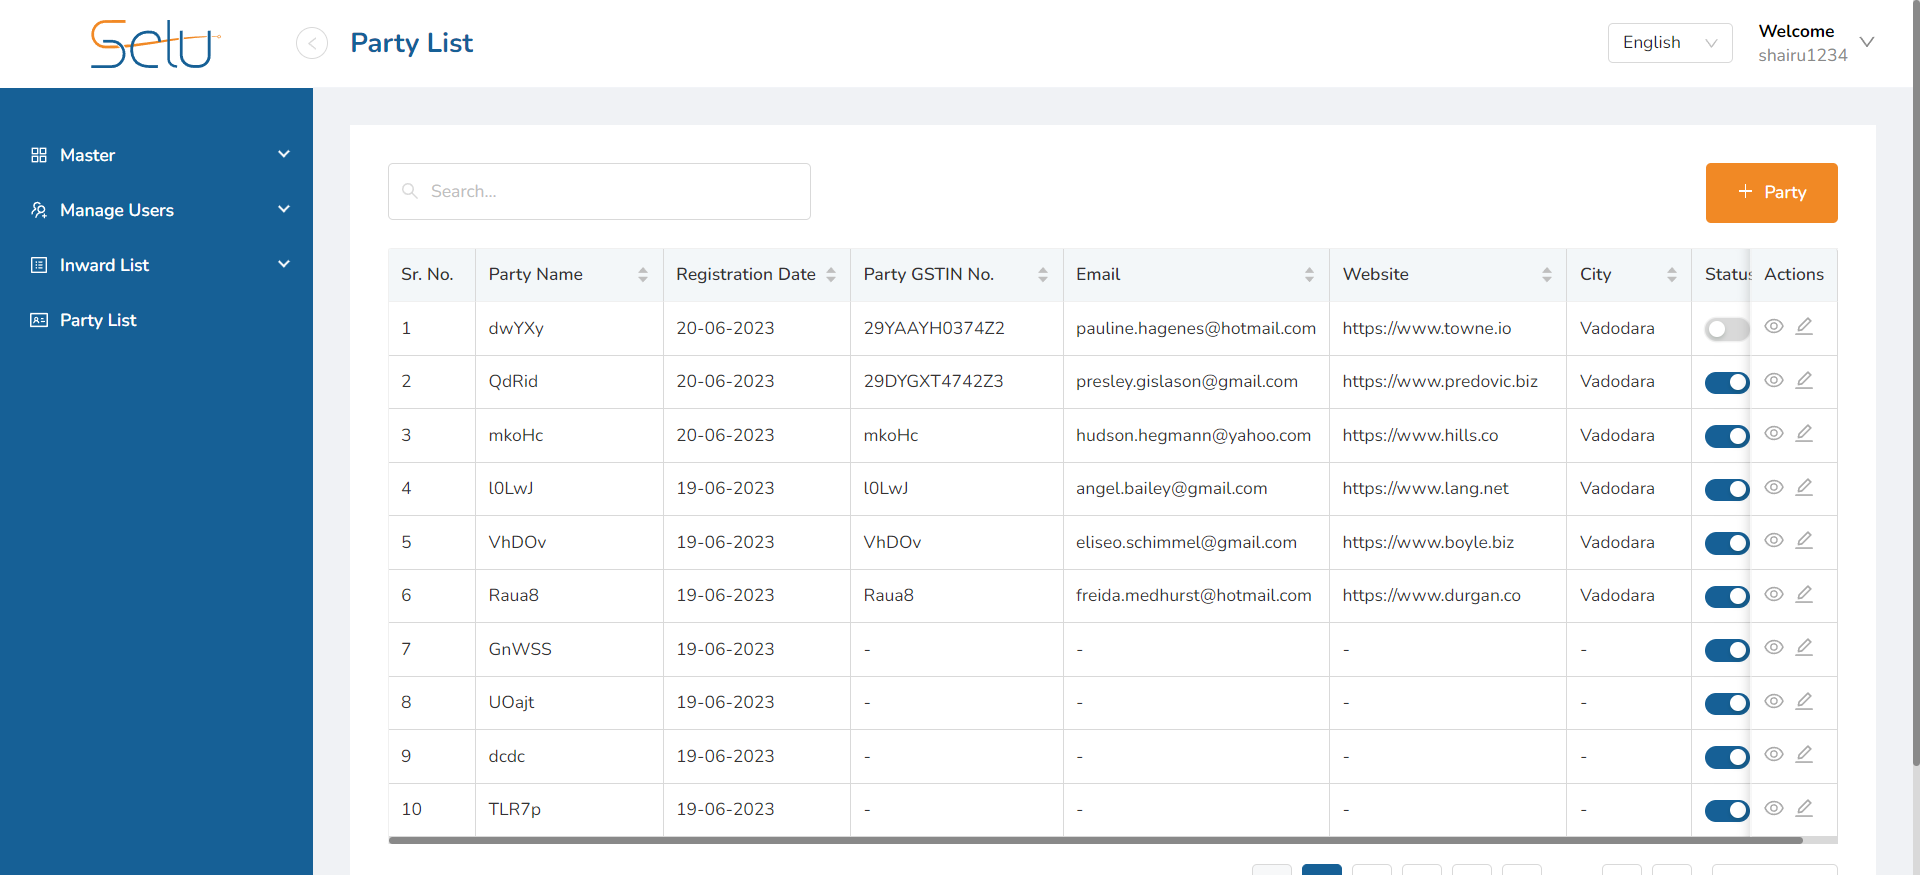 Setu
Party List
English
Welcome
shairu1234
Master
Manage Users
Inward List
Party List
Search...
+ Party
Sr. No. Party Name Registration Date Party GSTIN No. Email Website City Status Actions
1 dwYXy 20-06-2023 29YAAYH0374Z2 pauline.hagenes@hotmail.com https://www.towne.io Vadodara
2 QdRid 20-06-2023 29DYGXT4742Z3 presley.gislason@gmail.com https://www.predovic.biz Vadodara
3 mkoHc 20-06-2023 mkoHc hudson.hegmann@yahoo.com https://www.hills.co Vadodara
4 l0LwJ 19-06-2023 l0LwJ angel.bailey@gmail.com https://www.lang.net Vadodara
5 VhDOv 19-06-2023 VhDOv eliseo.schimmel@gmail.com https://www.boyle.biz Vadodara
6 Raua8 19-06-2023 Raua8 freida.medhurst@hotmail.com https://www.durgan.co Vadodara
7 GnWSS 19-06-2023 - - - -
8 UOajt 19-06-2023 - - - -
9 dcdc 19-06-2023 - - - -
10 TLR7p 19-06-2023 - - - -